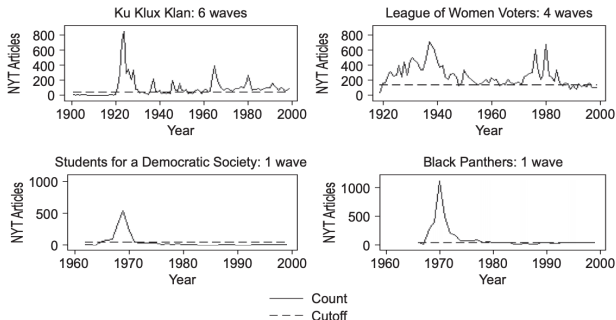 Ku Klux Klan: 6 waves
NYT Articles
800
600
400
200
0
1900 1920 1940 1960 1980 2000
Year
League of Women Voters: 4 waves
NYT Articles
800
600
400
200
0
1920 1940 1960 1980 2000
Year
Students for a Democratic Society: 1 wave
NYT Articles
1000
500
0
1960 1970 1980 1990 2000
Year
Black Panthers: 1 wave
NYT Articles
1000
500
0
1960 1970 1980 1990 2000
Year
Count
Cutoff